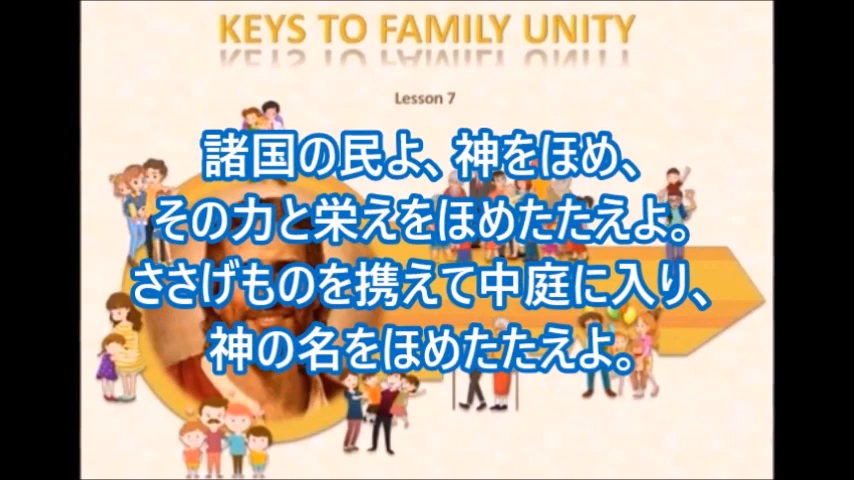 KEYS TO FAMILY UNITY
Lesson 7
諸国の民よ、神をほめ、
その力と栄えをほめたたえよ。
ささげものを携えて中庭に入り、
神の名をほめたたえよ。